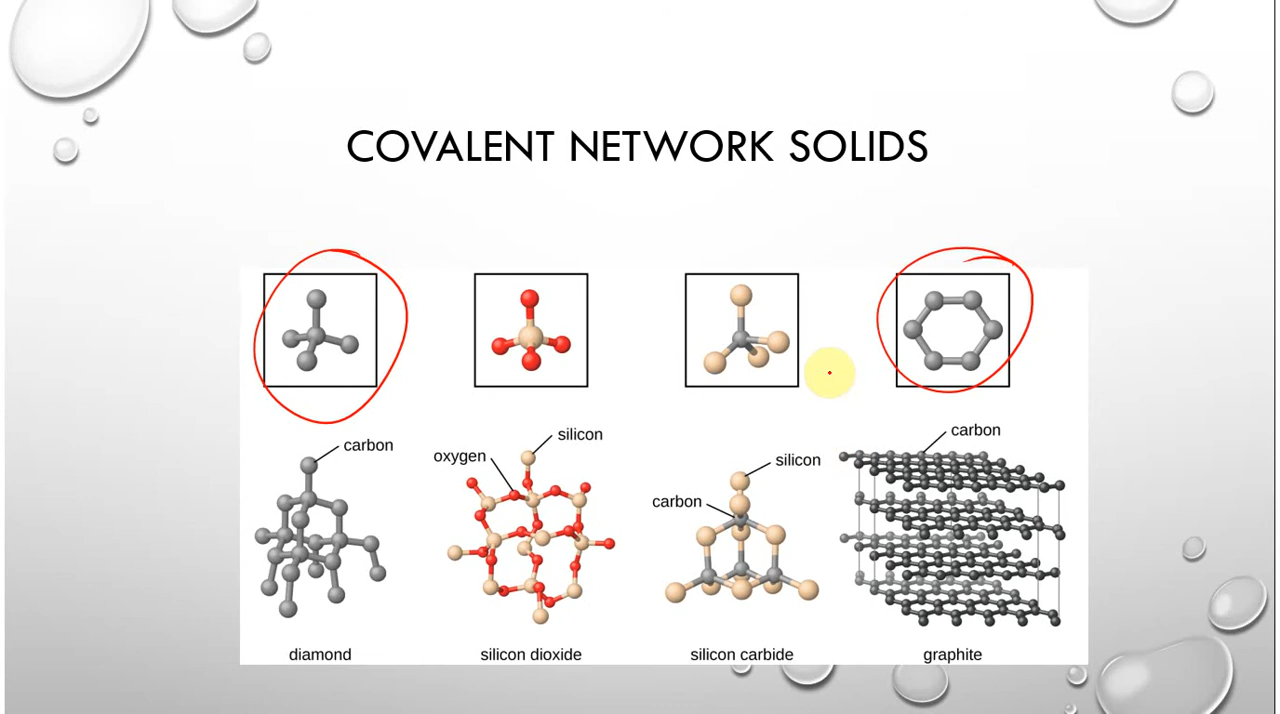 COVALENT NETWORK SOLIDS
carbon
silicon
oxygen
silicon
carbon
carbon
diamond
silicon dioxide
silicon carbide
graphite